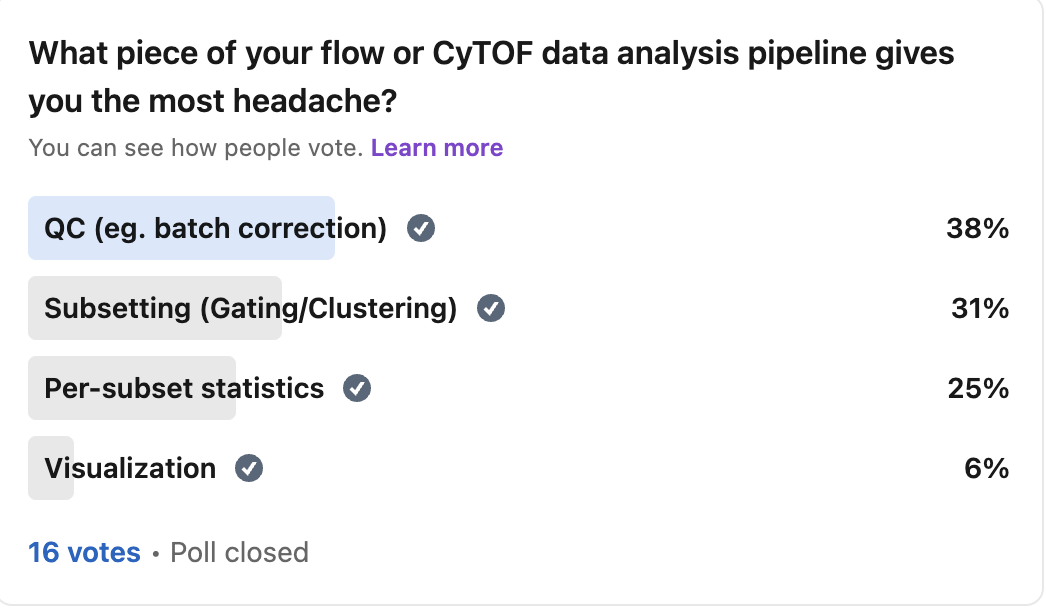 What piece of your flow or CyTOF data analysis pipeline gives
you the most headache?
You can see how people vote. Learn more
QC (eg. batch correction) 38%
Subsetting (Gating/Clustering) 31%
Per-subset statistics 25%
Visualization 6%
16 votes • Poll closed